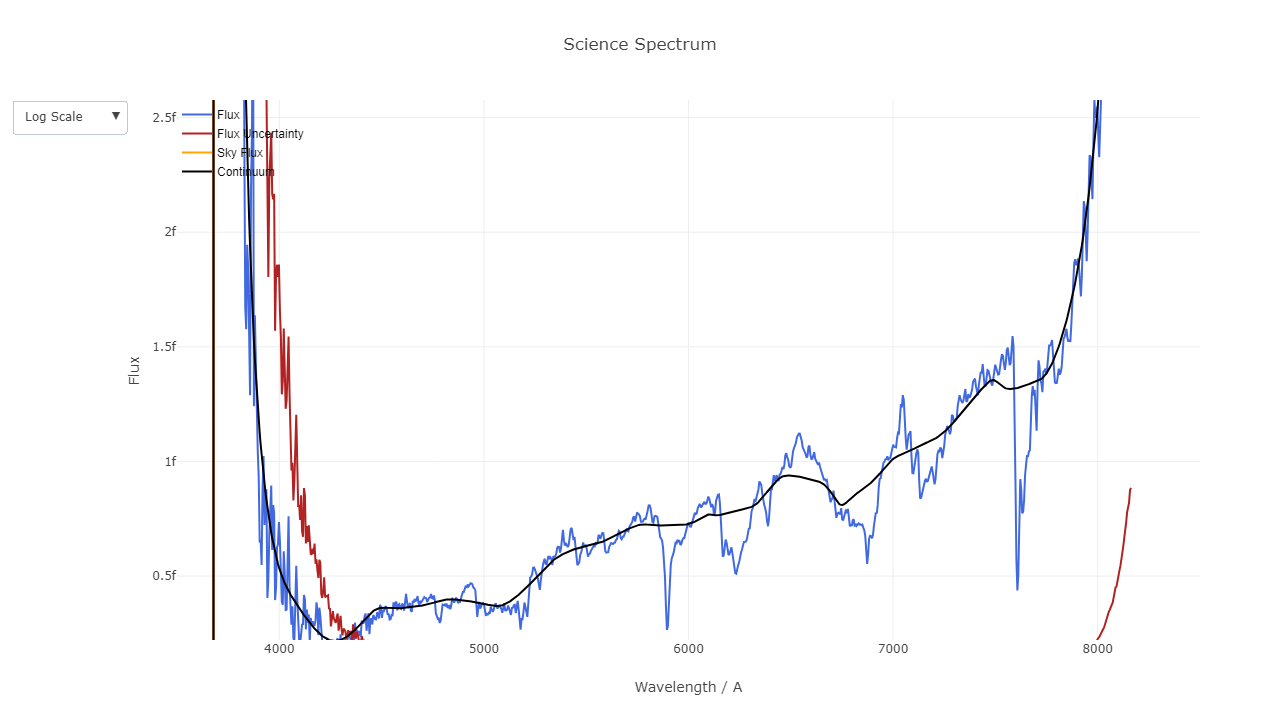 Science Spectrum
Log Scale ▼
Flux
Flux Uncertainty
Sky Flux
Continuum
2.5f
2f
1.5f
1f
0.5f
Flux
4000 5000 6000 7000 8000
Wavelength / A